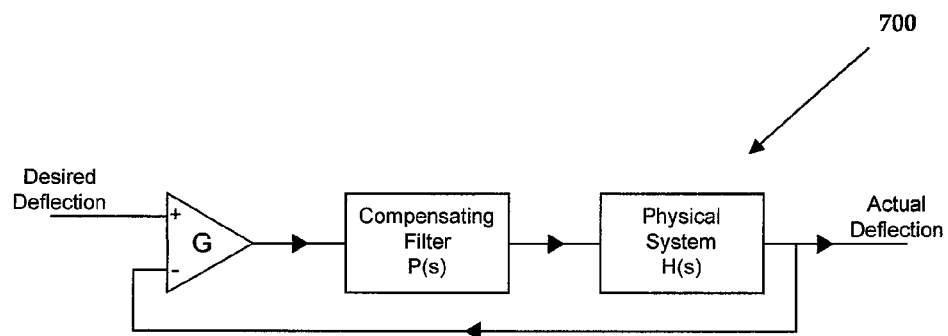 700
Desired
Deflection
+
G
-
Compensating
Filter
P(s)
Physical
System
H(s)
Actual
Deflection